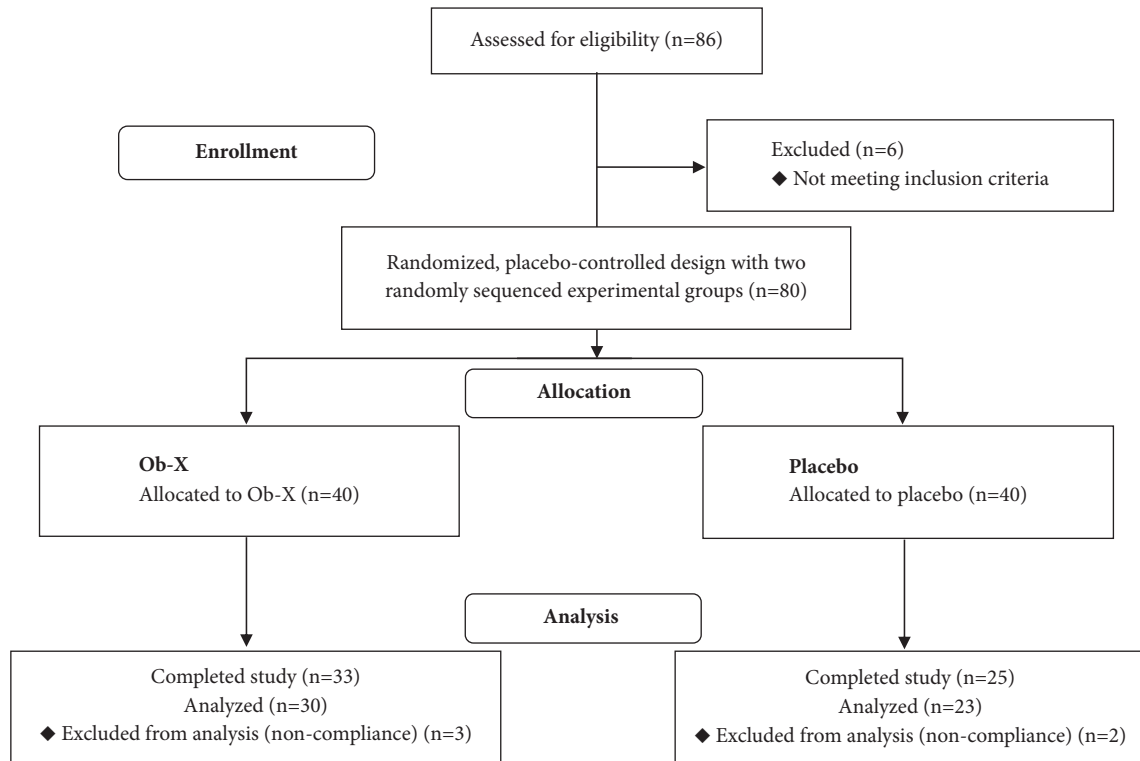 Assessed for eligibility (n=86)
Enrollment
Excluded (n=6)
◆ Not meeting inclusion criteria
Randomized, placebo-controlled design with two
randomly sequenced experimental groups (n=80)
Allocation
Ob-X
Allocated to Ob-X (n=40)
Placebo
Allocated to placebo (n=40)
Analysis
Completed study (n=33)
Analyzed (n=30)
◆ Excluded from analysis (non-compliance) (n=3)
Completed study (n=25)
Analyzed (n=23)
◆ Excluded from analysis (non-compliance) (n=2)